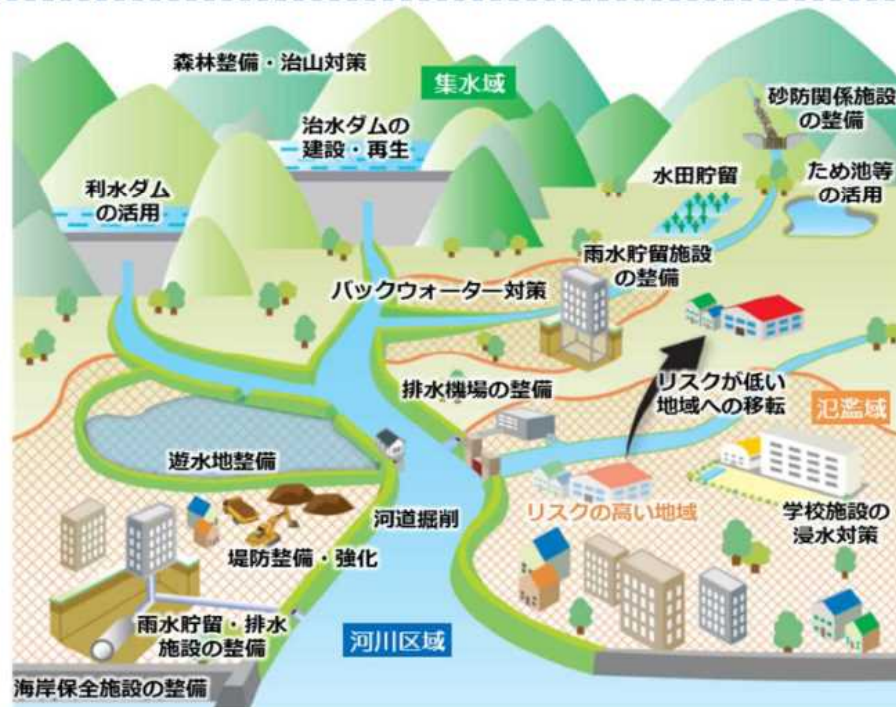 森林整備・治山対策
集水域
砂防関係施設
の整備
治水ダムの
建設・再生
水田貯留
ため池等
の活用
利水ダム
の活用
雨水貯留施設
の整備
バックウォーター対策
排水機場の整備
リスクが低い
地域への移転
氾濫域
遊水地整備
リスクの高い地域
学校施設の
浸水対策
河道掘削
堤防整備・強化
雨水貯留・排水
施設の整備
河川区域
海岸保全施設の整備